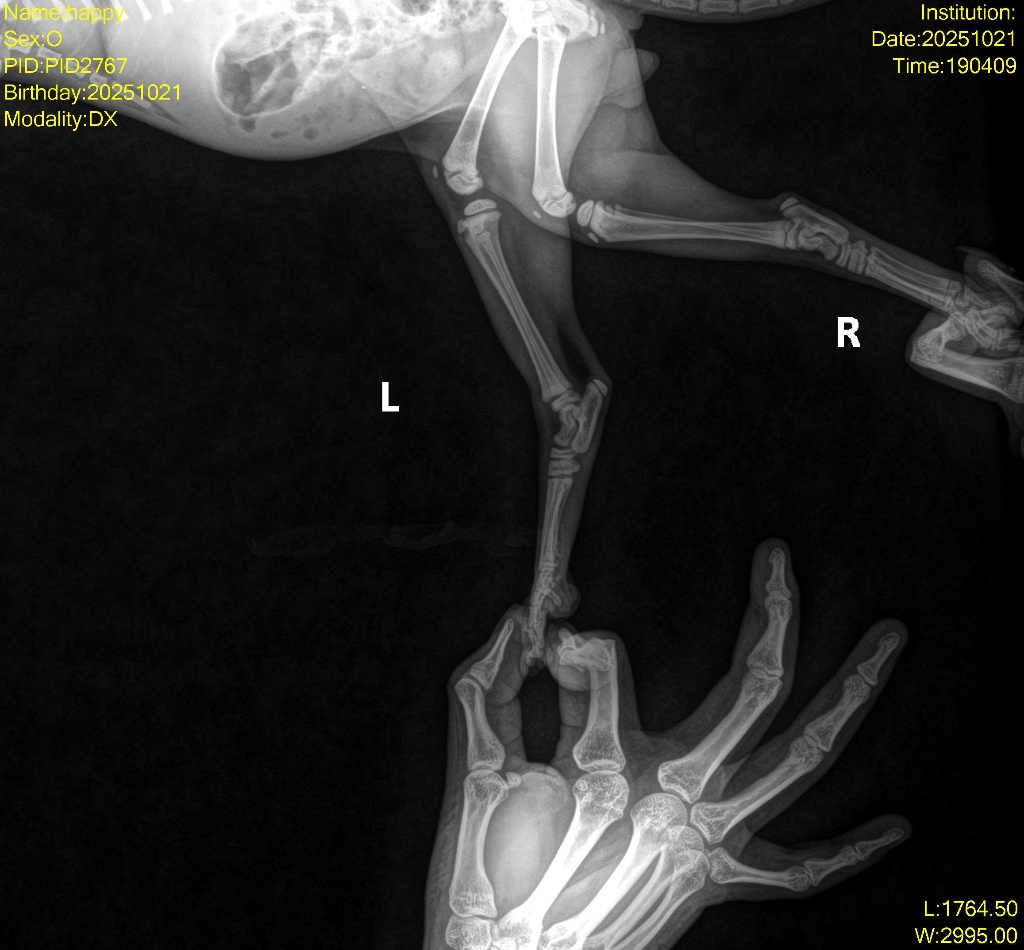 Name:happy
Sex:O
PID:PID2767
Birthday:20251021
Modality:DX
Institution:
Date:20251021
Time:190409
R
L
L:1764.50
W:2995.00